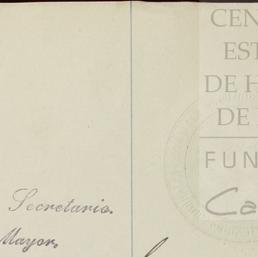 CEN
EST
DE H
DE
FUN
Ca
Secretario.
Mayor,